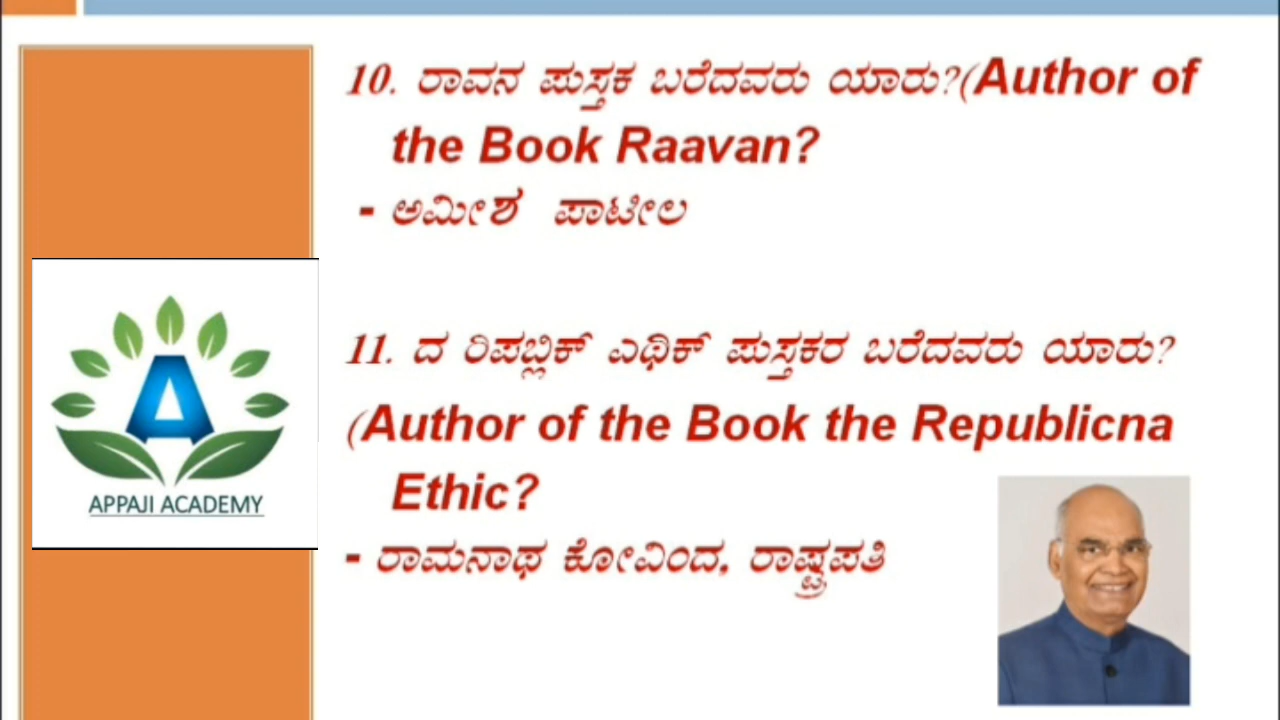 10. ರಾವನ ಪುಸ್ತಕ ಬರೆದವರು ಯಾರು?(Author of
the Book Raavan?
- ಅಮೀಶ ಪಾಟೀಲ
11. ದ ರಿಪಬ್ಲಿಕ್ ಎಥಿಕ್ ಪುಸ್ತಕರ ಬರೆದವರು ಯಾರು?
(Author of the Book the Republicna
Ethic?
- ರಾಮನಾಥ ಕೋವಿಂದ, ರಾಷ್ಟ್ರಪತಿ
A
APPAJI ACADEMY